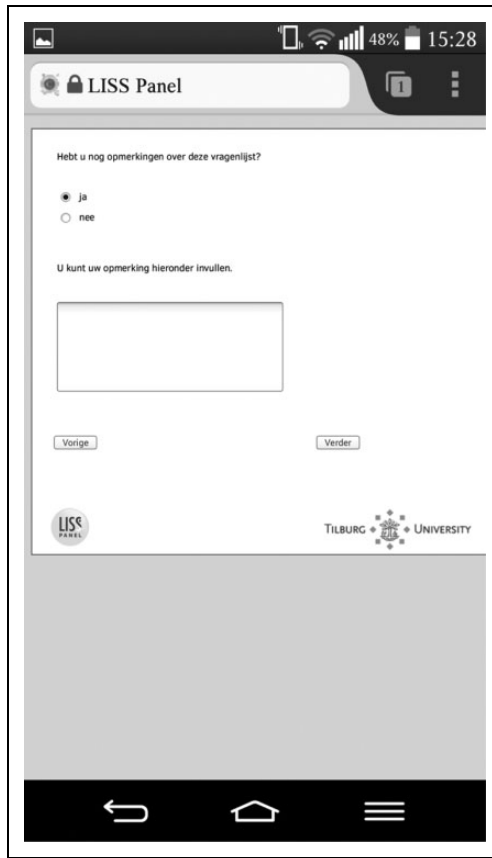 48% 15:28
LISS Panel
1
Hebt u nog opmerkingen over deze vragenlijst?
ja
nee
U kunt uw opmerking hieronder invullen.
Vorige
Verder
LISS
PANEL
TILBURG UNIVERSITY